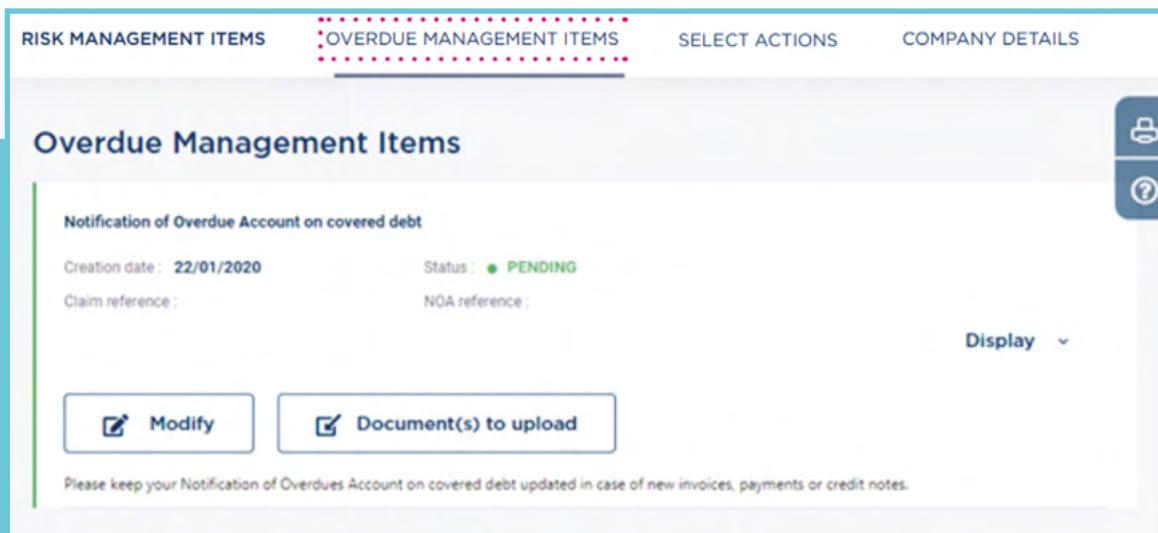 RISK MANAGEMENT ITEMS OVERDUE MANAGEMENT ITEMS SELECT ACTIONS COMPANY DETAILS
Overdue Management Items
Notification of Overdue Account on covered debt
Creation date : 22/01/2020 Status : PENDING
Claim reference : NOA reference :
Display
Modify Document(s) to upload
Please keep your Notification of Overdues Account on covered debt updated in case of new invoices, payments or credit notes.